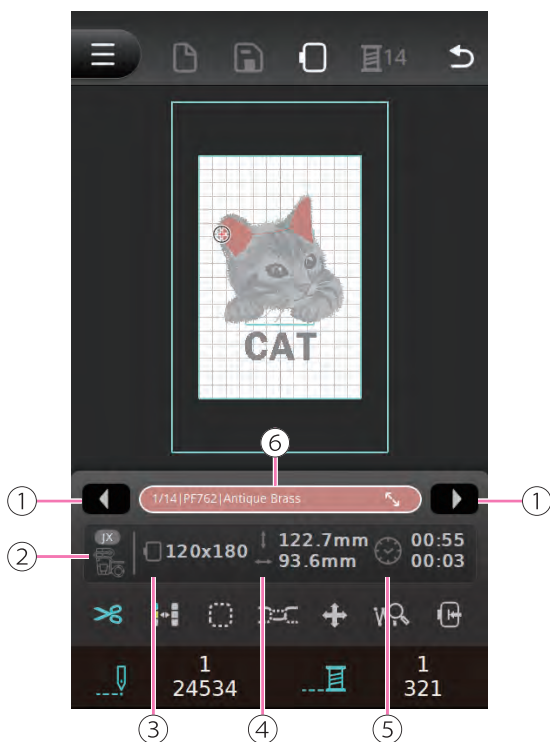 14
CAT
⑥
① ①
1/14|PF762|Antique Brass
②
JX
120x180
122.7mm
93.6mm
00:55
00:03
1
24534
1
321
③ ④ ⑤